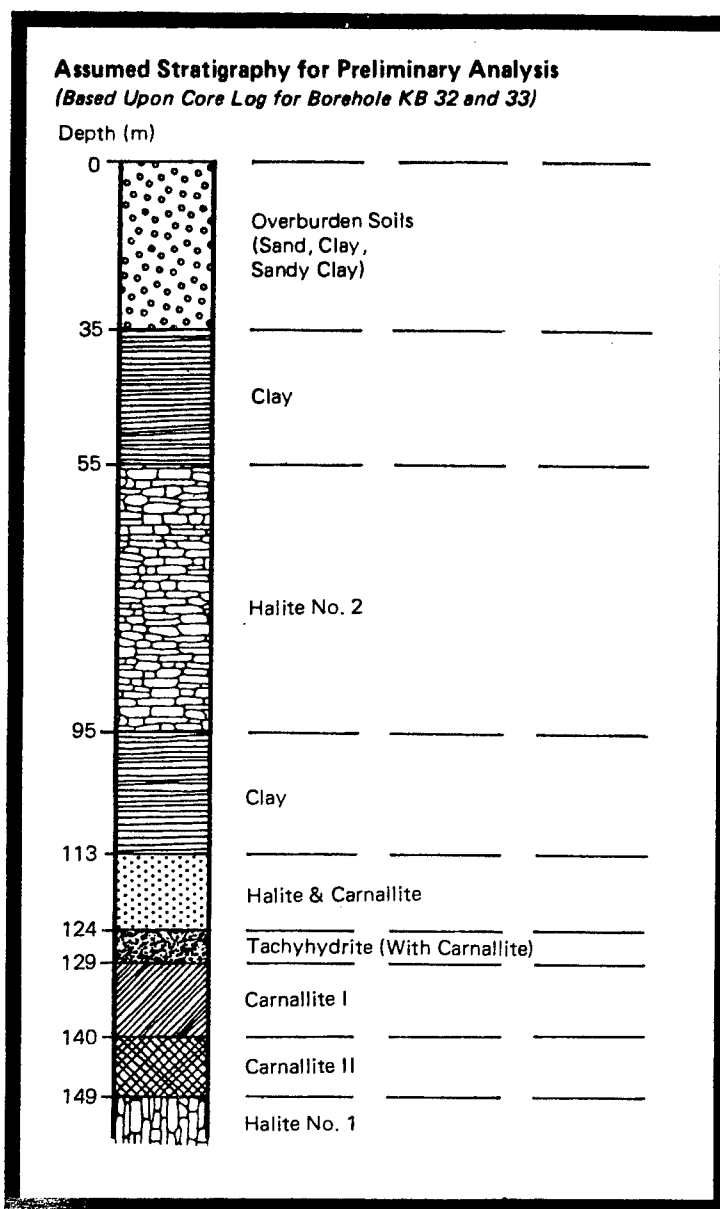 Assumed Stratigraphy for Preliminary Analysis
(Based Upon Core Log for Borehole KB 32 and 33)
Depth (m)
0
Overburden Soils
(Sand, Clay,
Sandy Clay)
35
Clay
55
Halite No. 2
95
Clay
113
Halite & Carnallite
124
Tachyhydrite (With Carnallite)
129
Carnallite I
140
Carnallite II
149
Halite No. 1